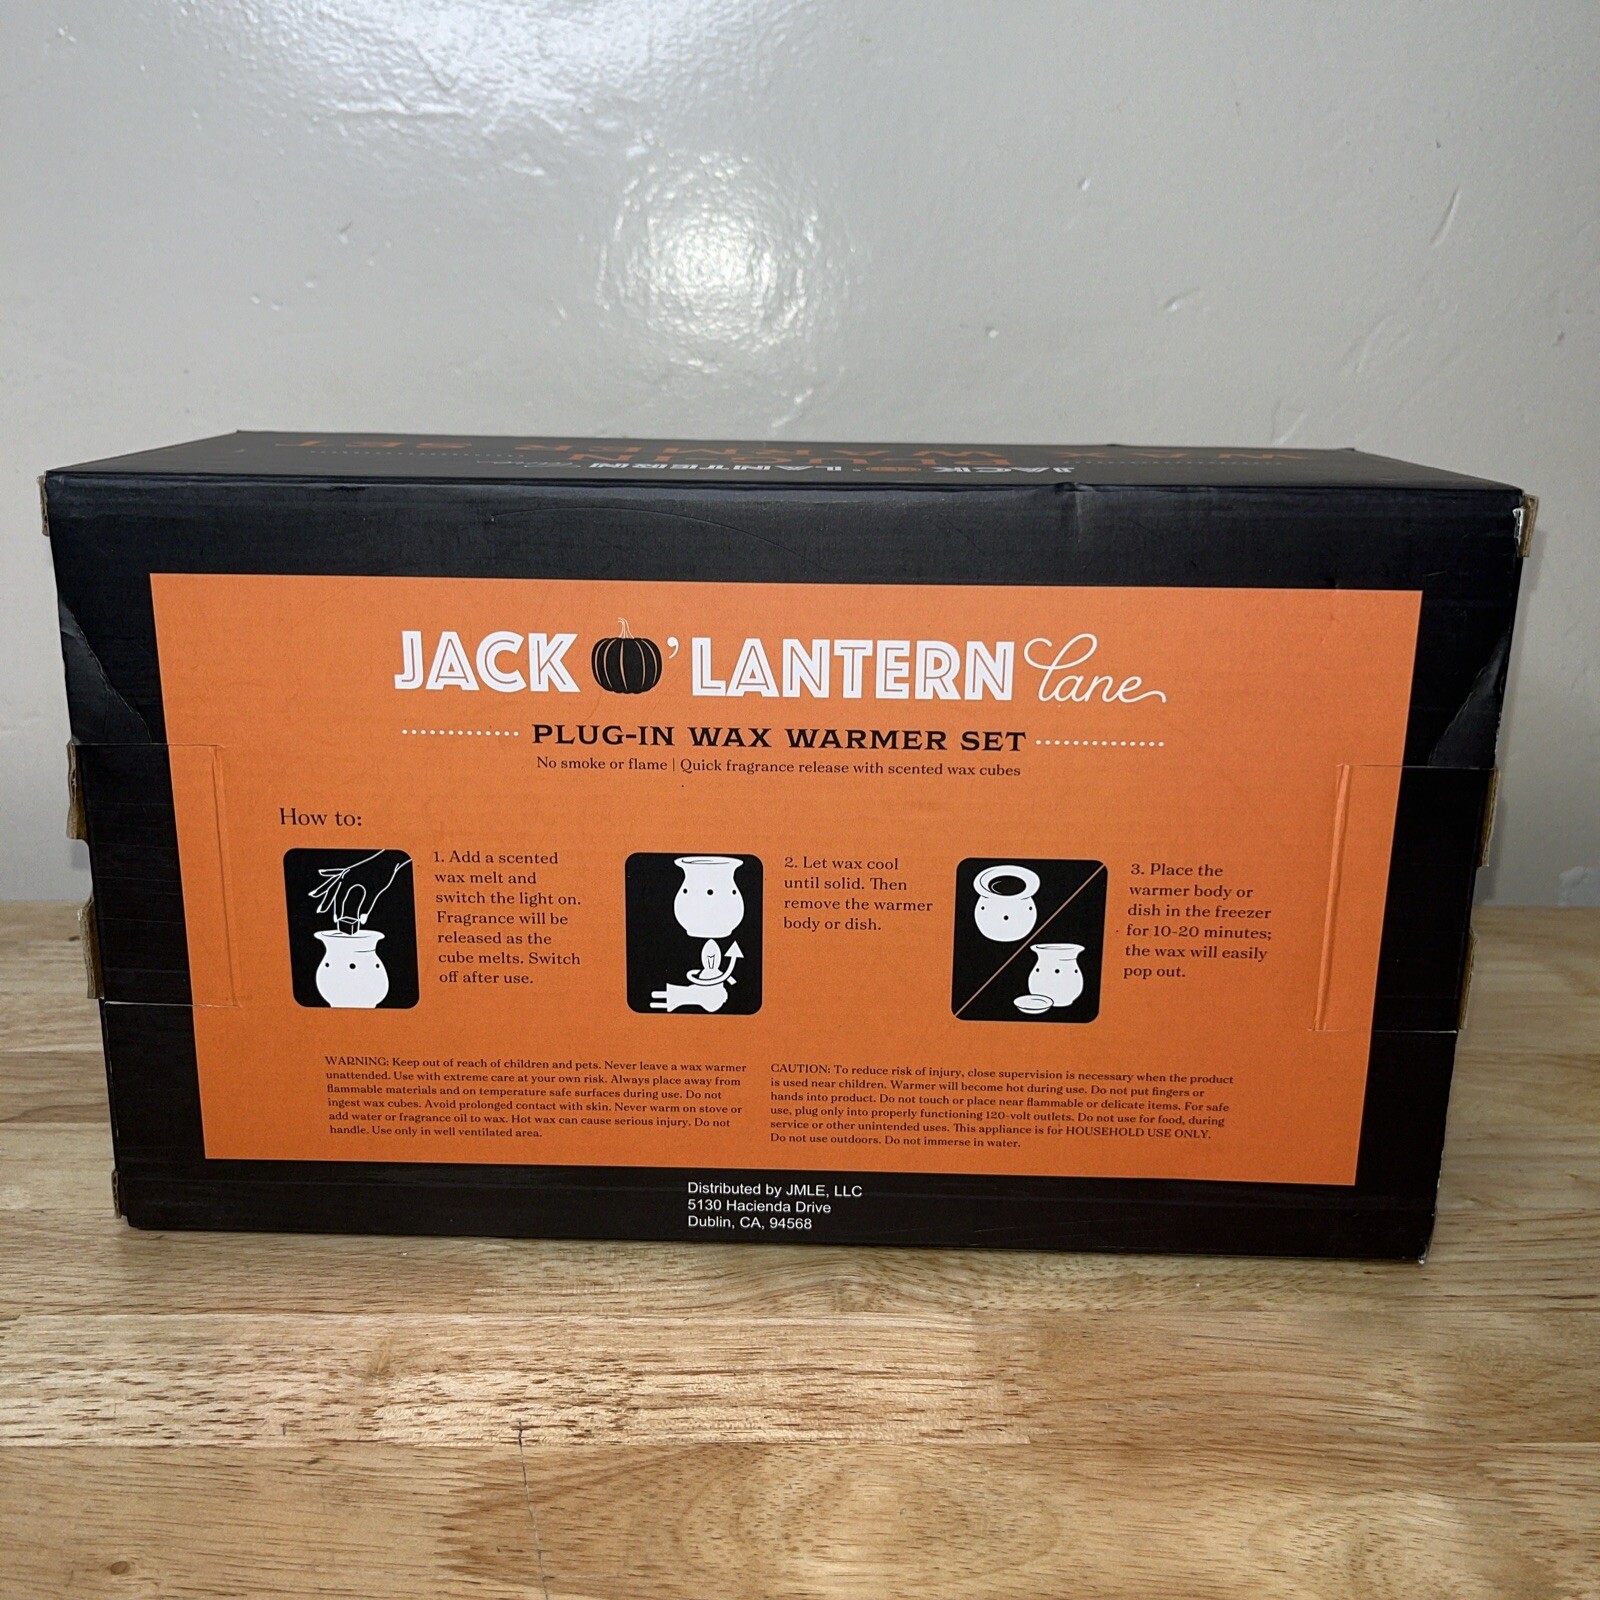 WAX WARMER SET
PLUG-IN
JACK O'LANTERN Lane
JACK O'LANTERN Lane
PLUG-IN WAX WARMER SET
No smoke or flame | Quick fragrance release with scented wax cubes
How to:
1. Add a scented
wax melt and
switch the light on.
Fragrance will be
released as the
cube melts. Switch
off after use.
2. Let wax cool
until solid. Then
remove the warmer
body or dish.
3. Place the
warmer body or
dish in the freezer
for 10-20 minutes;
the wax will easily
pop out.
WARNING: Keep out of reach of children and pets. Never leave a wax warmer
unattended. Use with extreme care at your own risk. Always place away from
flammable materials and on temperature safe surfaces during use. Do not
ingest wax cubes. Avoid prolonged contact with skin. Never warm on stove or
add water or fragrance oil to wax. Hot wax can cause serious injury, Do not
handle. Use only in well ventilated area.
CAUTION: To reduce risk of injury, close supervision is necessary when the product
is used near children. Warmer will become hot during use. Do not put fingers or
hands into product. Do not touch or place near flammable or delicate items. For safe
use, plug only into properly functioning 120-volt outlets. Do not use for food, during
service or other unintended uses. This appliance is for HOUSEHOLD USE ONLY.
Do not use outdoors. Do not immerse in water.
Distributed by JMLE, LLC
5130 Hacienda Drive
Dublin, CA, 94568